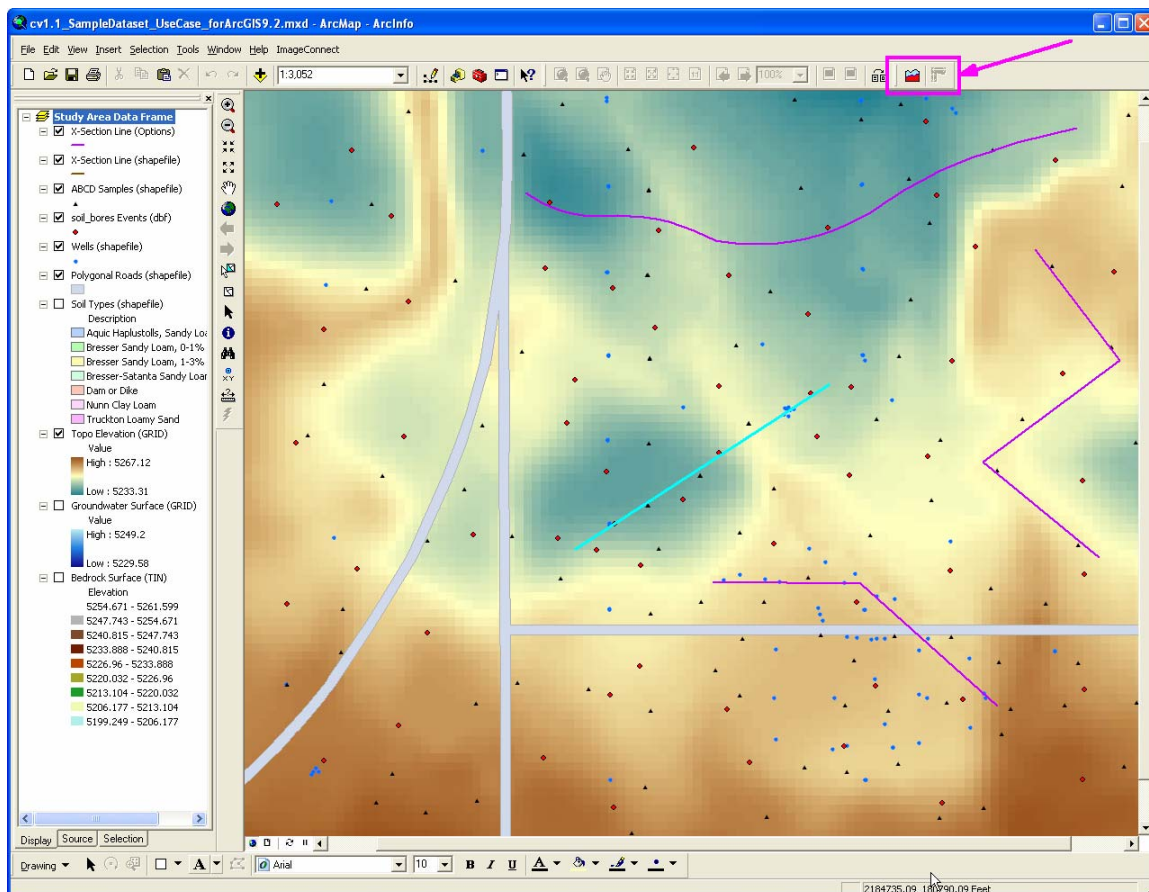 cv1.1_SampleDataset_UseCase_forArcGIS9.2.mxd - ArcMap - ArcInfo
File Edit View Insert Selection Tools Window Help ImageConnect
1:3,052
100%
Study Area Data Frame
X-Section Line (Options)
X-Section Line (shapefile)
ABCD Samples (shapefile)
soil_bores Events (dbf)
Wells (shapefile)
Polygonal Roads (shapefile)
Soil Types (shapefile)
Description
Aquic Haplustolls, Sandy Loa
Bresser Sandy Loam, 0-1%
Bresser Sandy Loam, 1-3%
Bresser-Satanta Sandy Loar
Dam or Dike
Nunn Clay Loam
Truckton Loamy Sand
Topo Elevation (GRID)
Value
High : 5267.12
Low : 5233.31
Groundwater Surface (GRID)
Value
High : 5249.2
Low : 5229.58
Bedrock Surface (TIN)
Elevation
5254.671 - 5261.599
5247.743 - 5254.671
5240.815 - 5247.743
5233.888 - 5240.815
5226.96 - 5233.888
5220.032 - 5226.96
5213.104 - 5220.032
5206.177 - 5213.104
5199.249 - 5206.177
Display Source Selection
Drawing A Arial 10 B I U A